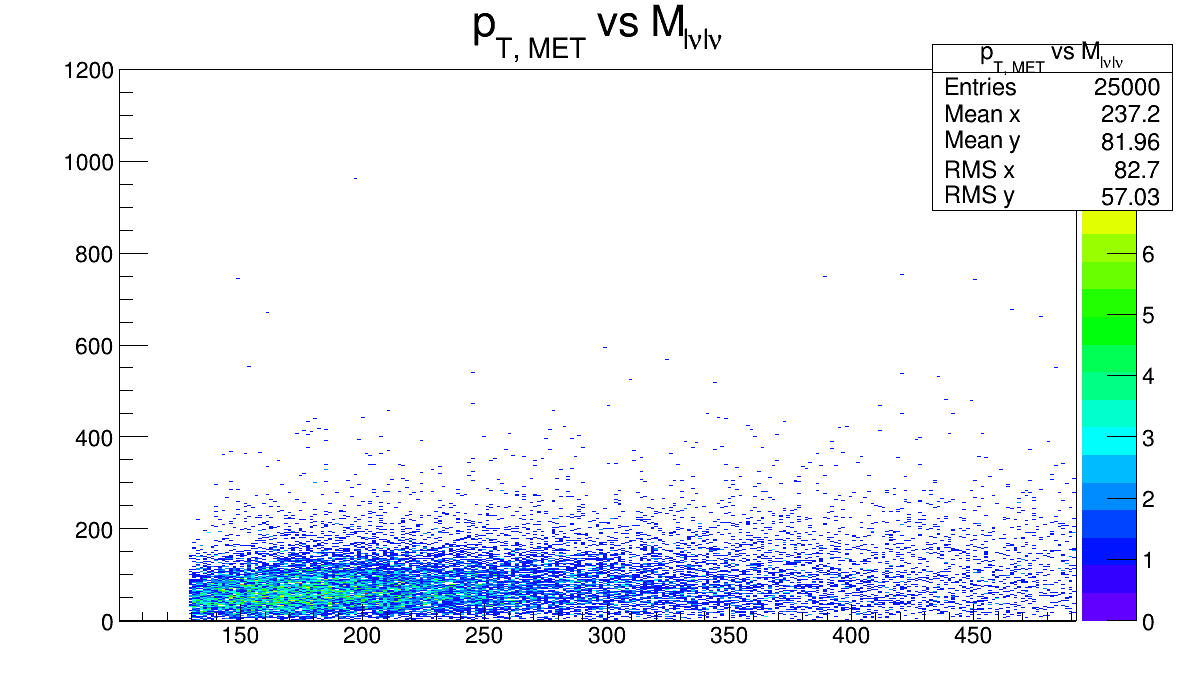 p_T, MET vs M_lνlν
p_T, MET vs M_lνlν
Entries 25000
Mean x 237.2
Mean y 81.96
RMS x 82.7
RMS y 57.03
1200
1000
800
600
400
200
0
6
5
4
3
2
1
0
150 200 250 300 350 400 450